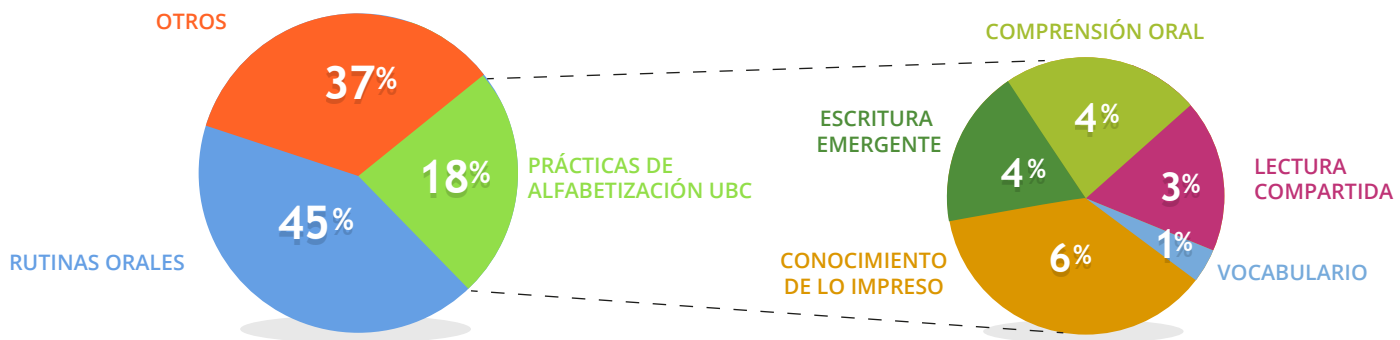 OTROS
37%
PRÁCTICAS DE
ALFABETIZACIÓN UBC
18%
45%
RUTINAS ORALES
COMPRENSIÓN ORAL
4%
ESCRITURA
EMERGENTE
4%
LECTURA
COMPARTIDA
3%
1%
VOCABULARIO
CONOCIMIENTO
DE LO IMPRESO
6%